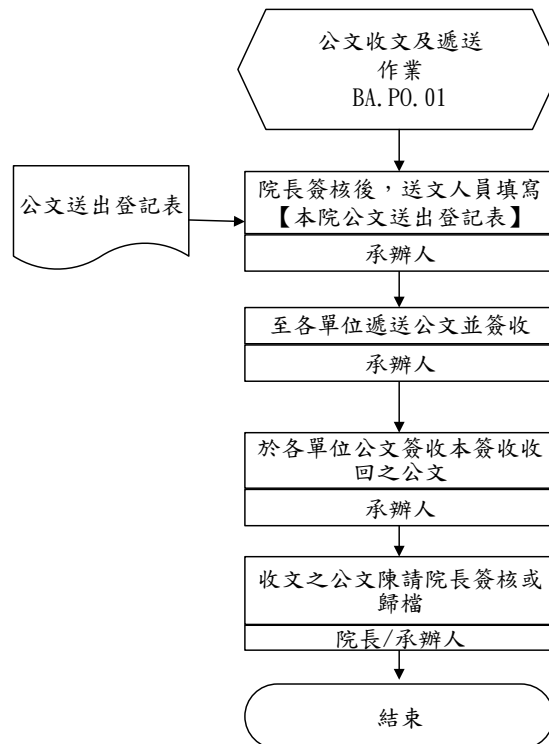 公文收文及遞送
作業
BA.PO.01
公文送出登記表
院長簽核後，送文人員填寫
【本院公文送出登記表】
承辦人
至各單位遞送公文並簽收
承辦人
於各單位公文簽收本簽收收
回之公文
承辦人
收文之公文陳請院長簽核或
歸檔
院長/承辦人
結束